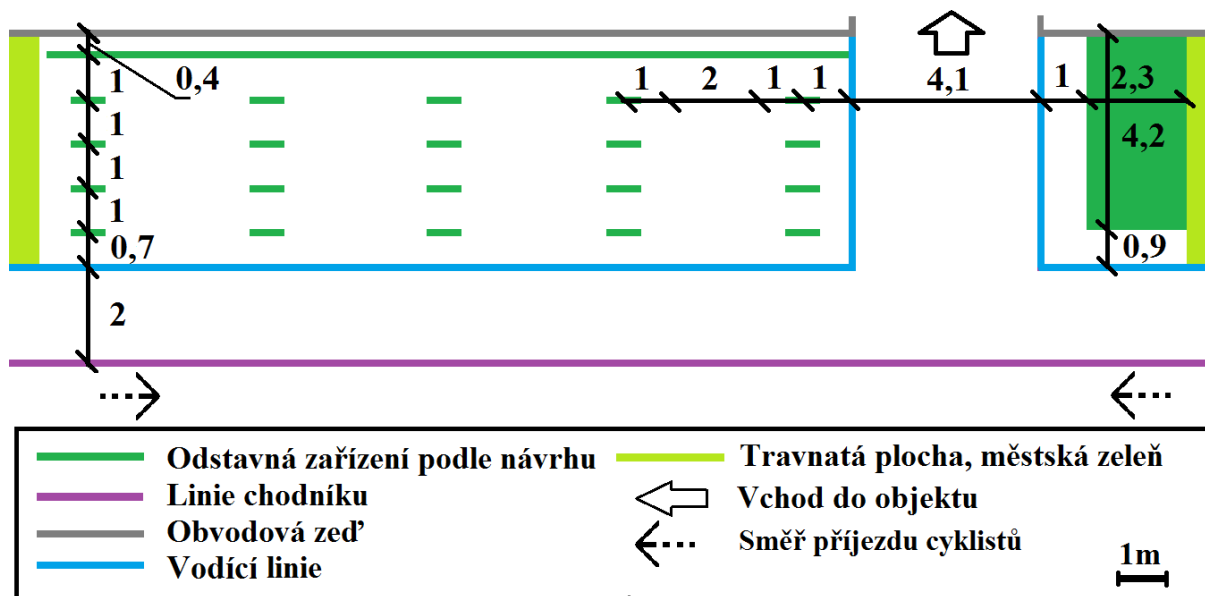 0,4
1
1
1
1
0,7
2
1 2 1 1 4,1 1 2,3
4,2
0,9
Odstavná zařízení podle návrhu
Linie chodníku
Obvodová zeď
Vodící linie
Travnatá plocha, městská zeleň
Vchod do objektu
Směř příjezdu cyklistů
1m